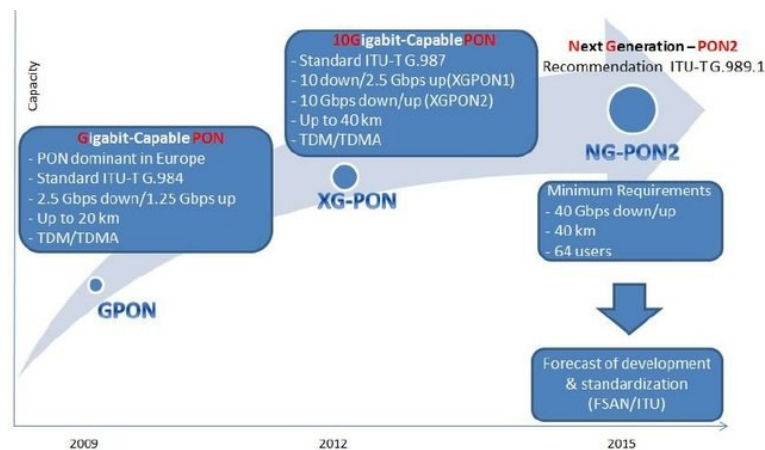 Capacity
Gigabit-Capable PON
- PON dominant in Europe
- Standard ITU-T G.984
- 2.5 Gbps down/1.25 Gbps up
- Up to 20 km
- TDM/TDMA
GPON
10Gigabit-Capable PON
- Standard ITU-T G.987
- 10 down/2.5 Gbps up(XGPON1)
- 10 Gbps down/up (XGPON2)
- Up to 40 km
- TDM/TDMA
XG-PON
Next Generation – PON2
Recommendation ITU-T G.989.1
NG-PON2
Minimum Requirements
- 40 Gbps down/up
- 40 km
- 64 users
Forecast of development
& standardization
(FSAN/ITU)
2009
2012
2015